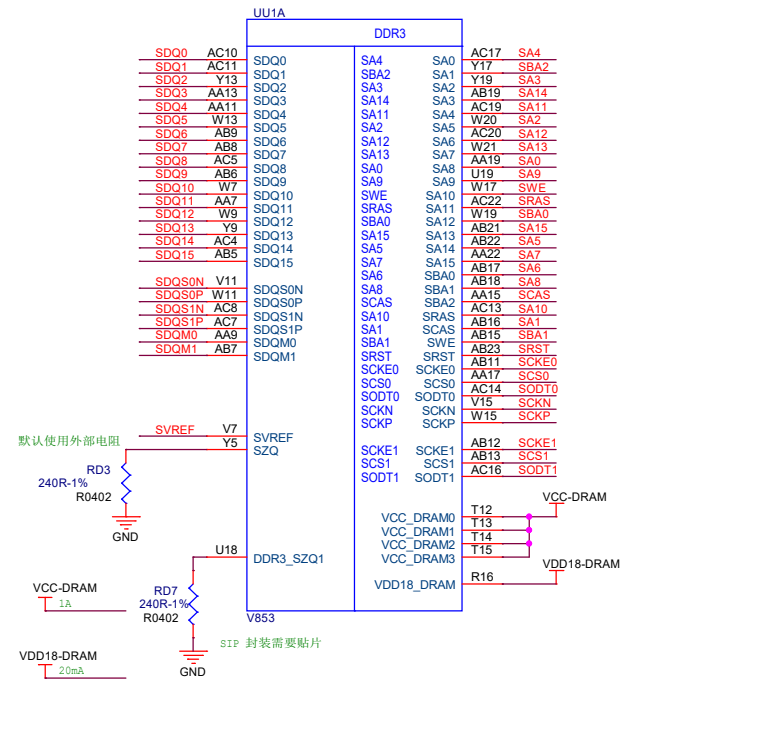 UU1A
DDR3
SDQ0 AC10 SDQ0 SA4 SA0 AC17 SA4
SDQ1 AC11 SDQ1 SBA2 SA1 Y17 SBA2
SDQ2 Y13 SDQ2 SA3 SA2 Y19 SA3
SDQ3 AA13 SDQ3 SA14 SA3 AB19 SA14
SDQ4 AA11 SDQ4 SA11 SA4 AC19 SA11
SDQ5 W13 SDQ5 SA2 SA5 W20 SA2
SDQ6 AB9 SDQ6 SA12 SA6 AC20 SA12
SDQ7 AB8 SDQ7 SA13 SA7 W21 SA13
SDQ8 AC5 SDQ8 SA0 SA8 AA19 SA0
SDQ9 AB6 SDQ9 SA9 SA9 U19 SA9
SDQ10 W7 SDQ10 SWE SA10 W17 SWE
SDQ11 AA7 SDQ11 SRAS SA11 AC22 SRAS
SDQ12 W9 SDQ12 SBA0 SA12 W19 SBA0
SDQ13 Y9 SDQ13 SA15 SA13 AB21 SA15
SDQ14 AC4 SDQ14 SA5 SA14 AB22 SA5
SDQ15 AB5 SDQ15 SA7 SA15 AA22 SA7
SA6 SBA0 AB17 SA6
SDQS0N V11 SDQS0N SA8 SBA1 AB18 SA8
SDQS0P W11 SDQS0P SCAS SBA2 AA15 SCAS
SDQS1N AC8 SDQS1N SA10 SRAS AC13 SA10
SDQS1P AC7 SDQS1P SA1 SCAS AB16 SA1
SDQM0 AA9 SDQM0 SBA1 SWE AB15 SBA1
SDQM1 AB7 SDQM1 SRST SRST AB23 SRST
SCKE0 SCKE0 AB11 SCKE0
SCS0 SCS0 AA17 SCS0
SODT0 SODT0 AC14 SODT0
SCKN SCKN V15 SCKN
SCKP SCKP W15 SCKP
SVREF V7 SVREF
默认使用外部电阻 Y5 SZQ SCKE1 SCKE1 AB12 SCKE1
SCS1 SCS1 AB13 SCS1
RD3 SODT1 SODT1 AC16 SODT1
240R-1%
R0402
VCC-DRAM
VCC_DRAM0 T12
VCC_DRAM1 T13
GND VCC_DRAM2 T14
U18 DDR3_SZQ1 VCC_DRAM3 T15
VDD18-DRAM
VDD18_DRAM R16
VCC-DRAM RD7
1A 240R-1%
R0402 V853
SIP 封装需要贴片
VDD18-DRAM
20mA GND